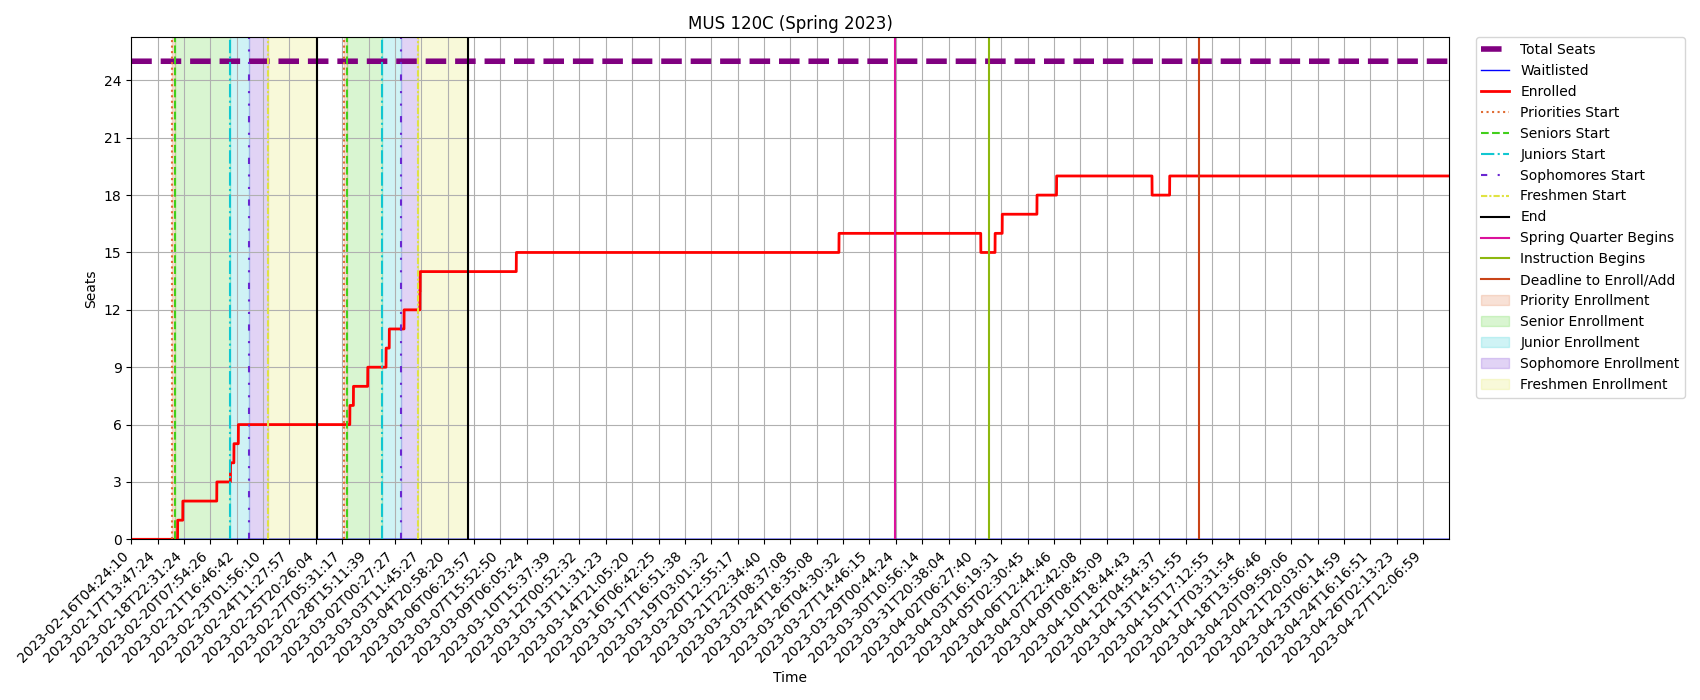 MUS 120C (Spring 2023)
Seats
24
21
18
15
12
9
6
3
0
2023-02-16T04:24:10
2023-02-17T13:47:24
2023-02-18T22:31:24
2023-02-20T07:54:26
2023-02-21T16:46:42
2023-02-23T01:56:10
2023-02-24T11:27:57
2023-02-25T20:26:04
2023-02-27T05:31:17
2023-02-28T15:11:39
2023-03-02T00:27:27
2023-03-03T11:45:27
2023-03-04T20:58:20
2023-03-06T06:23:57
2023-03-07T15:52:50
2023-03-09T06:05:24
2023-03-10T15:37:39
2023-03-12T00:52:32
2023-03-13T11:31:23
2023-03-14T21:05:20
2023-03-16T06:42:25
2023-03-17T16:51:38
2023-03-19T03:01:32
2023-03-20T12:55:17
2023-03-21T22:34:40
2023-03-23T08:37:08
2023-03-24T18:35:08
2023-03-26T04:30:32
2023-03-27T14:46:15
2023-03-29T00:44:24
2023-03-30T10:56:14
2023-03-31T20:38:04
2023-04-02T06:27:40
2023-04-03T16:19:31
2023-04-05T02:30:45
2023-04-06T12:44:46
2023-04-07T22:42:08
2023-04-09T08:45:09
2023-04-10T18:44:43
2023-04-12T04:54:37
2023-04-13T14:51:55
2023-04-15T17:12:55
2023-04-17T03:31:54
2023-04-18T13:56:46
2023-04-20T09:59:06
2023-04-21T20:03:01
2023-04-23T06:14:59
2023-04-24T16:16:51
2023-04-26T02:13:23
2023-04-27T12:06:59
Time
Total Seats
Waitlisted
Enrolled
Priorities Start
Seniors Start
Juniors Start
Sophomores Start
Freshmen Start
End
Spring Quarter Begins
Instruction Begins
Deadline to Enroll/Add
Priority Enrollment
Senior Enrollment
Junior Enrollment
Sophomore Enrollment
Freshmen Enrollment